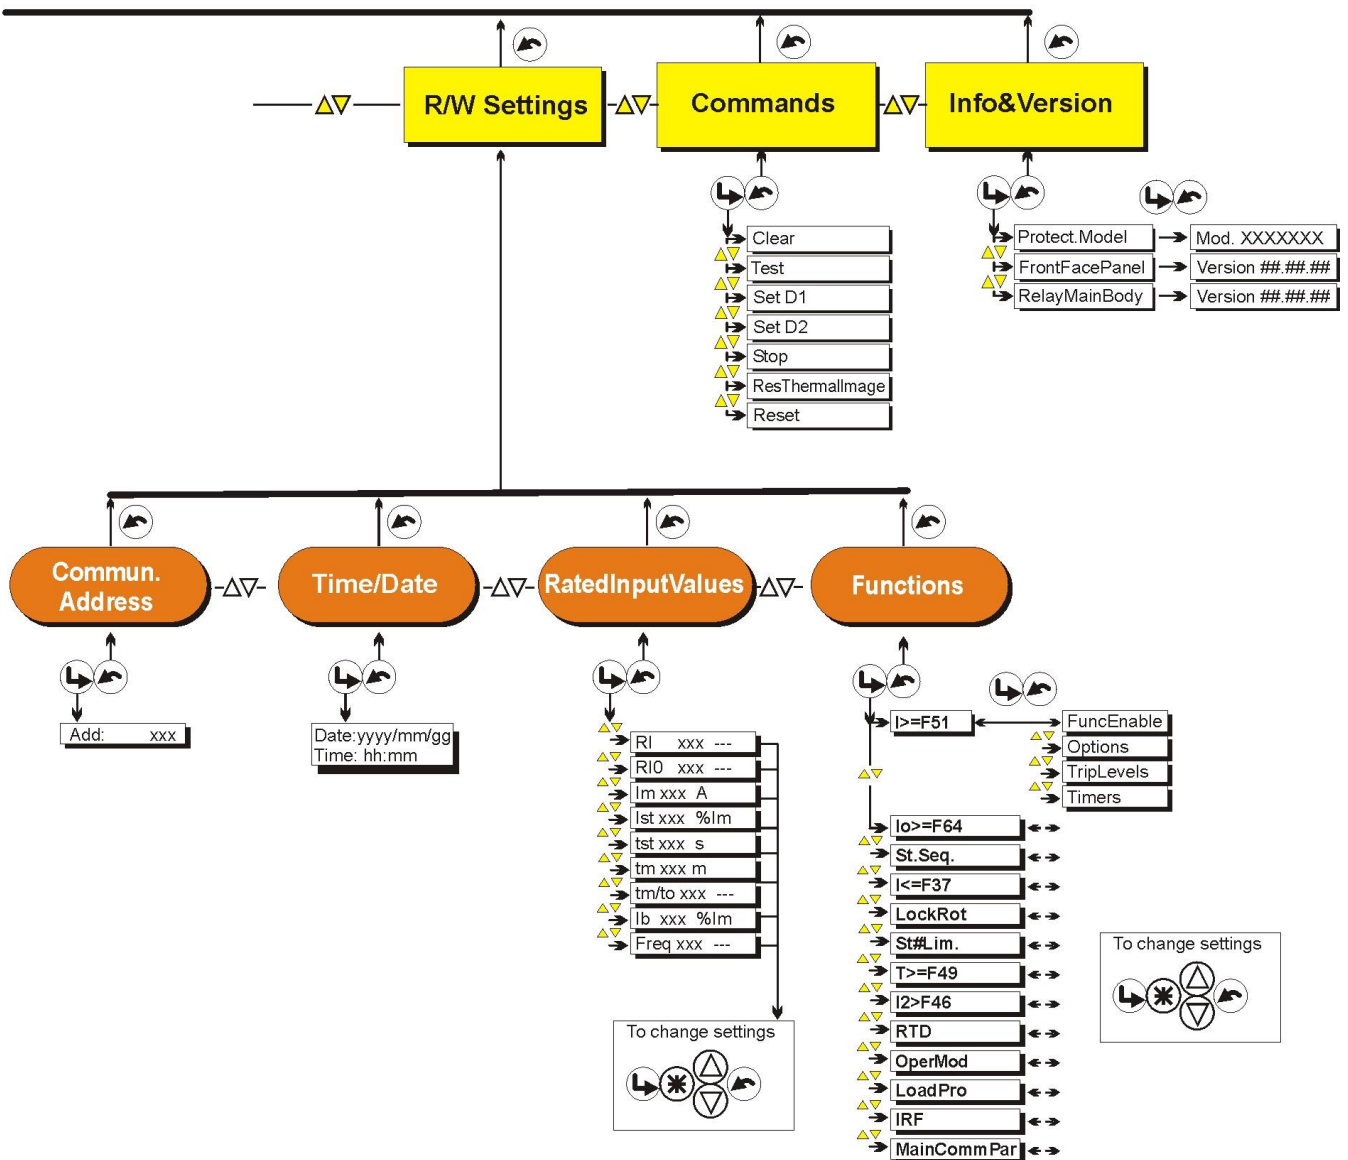 R/W Settings
Commands
Info&Version
Clear
Test
Set D1
Set D2
Stop
ResThermalImage
Reset
Protect.Model
Mod. XXXXXXX
FrontFacePanel
Version ##.##.##
RelayMainBody
Version ##.##.##
Commun.
Address
Time/Date
RatedInputValues
Functions
Add: xxx
Date:yyyy/mm/gg
Time: hh:mm
RI xxx ---
RI0 xxx ---
Im xxx A
Ist xxx %Im
tst xxx s
tm xxx m
tm/to xxx ---
Ib xxx %Im
Freq xxx ---
To change settings
I>=F51
FuncEnable
Options
TripLevels
Timers
Io>=F64
St.Seq.
I<=F37
LockRot
St#Lim.
T>=F49
I2>F46
RTD
OperMod
LoadPro
IRF
MainCommPar
To change settings